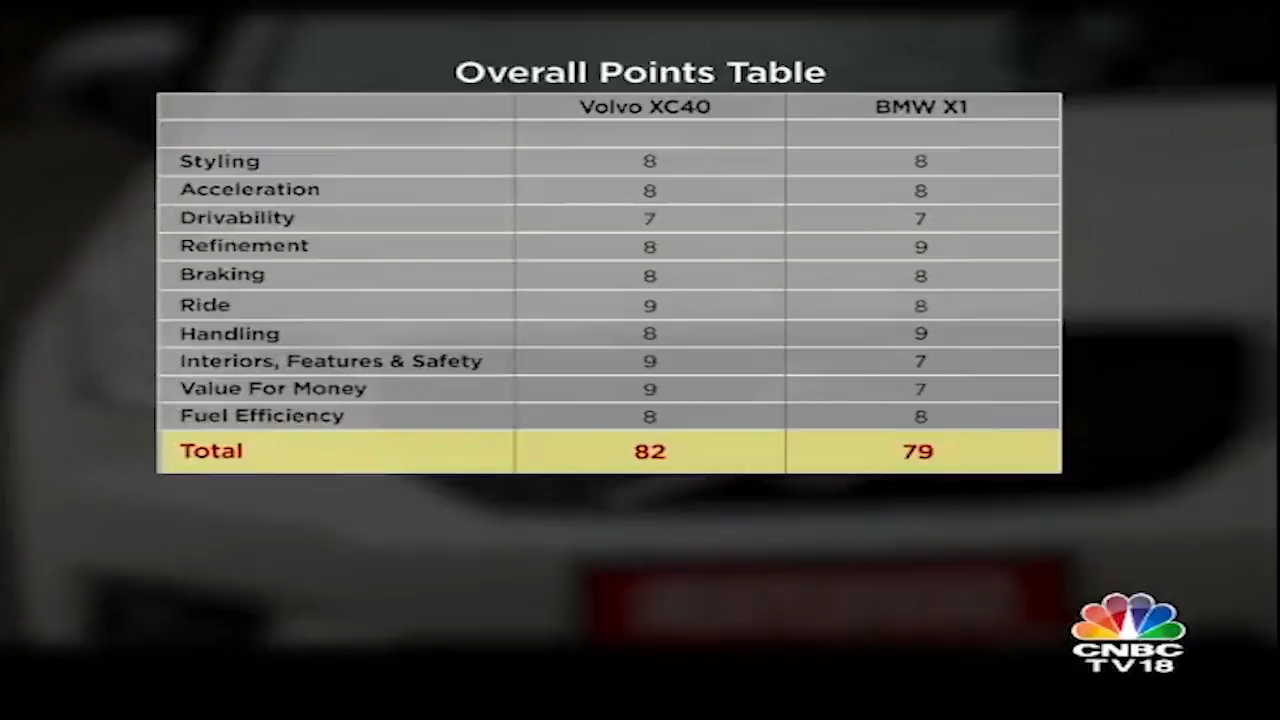 Overall Points Table
Volvo XC40 BMW X1
Styling 8 8
Acceleration 8 8
Drivability 7 7
Refinement 8 9
Braking 8 8
Ride 9 8
Handling 8 9
Interiors, Features & Safety 9 7
Value For Money 9 7
Fuel Efficiency 8 8
Total 82 79
CNBC
TV18